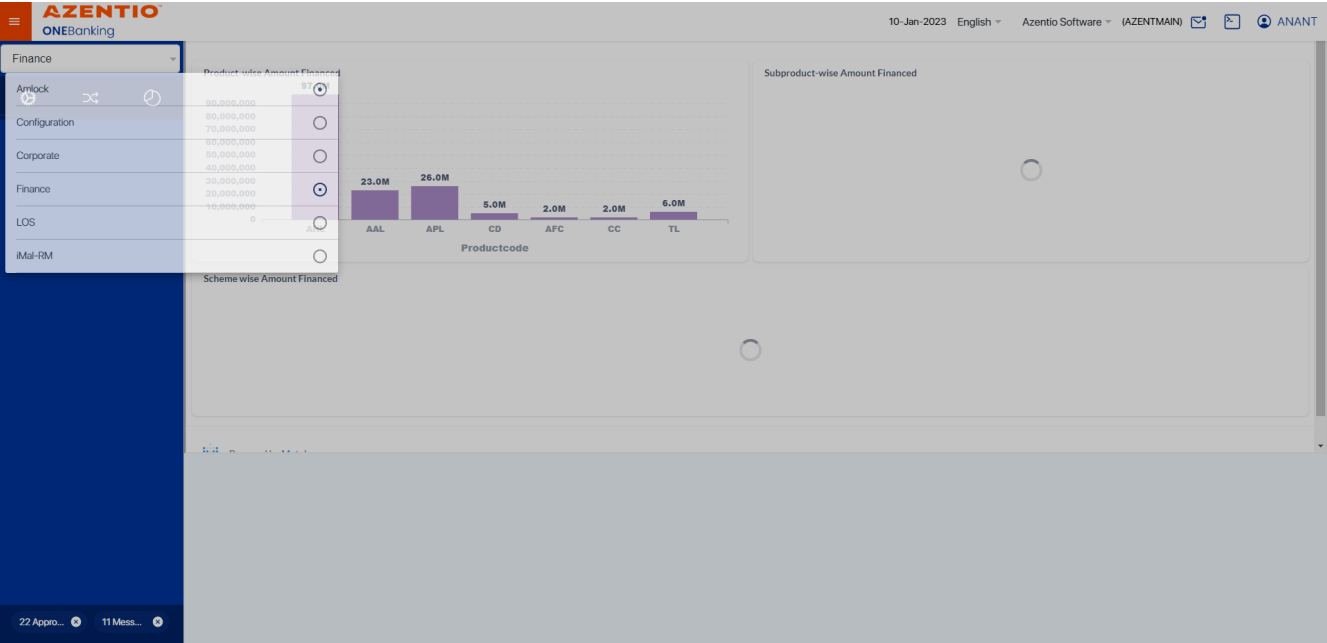 AZENTIO
ONEBanking
10-Jan-2023 English Azentio Software (AZENTMAIN) ANANT
Finance
Amlock
Configuration
Corporate
Finance
LOS
iMal-RM
Product-wise Amount Financed
90,000,000
80,000,000
70,000,000
60,000,000
50,000,000
40,000,000
30,000,000
20,000,000
10,000,000
0
23.0M
26.0M
5.0M
2.0M
2.0M
6.0M
AAL
APL
CD
AFC
CC
TL
Productcode
Subproduct-wise Amount Financed
Scheme wise Amount Financed
22 Appro...
11 Mess...